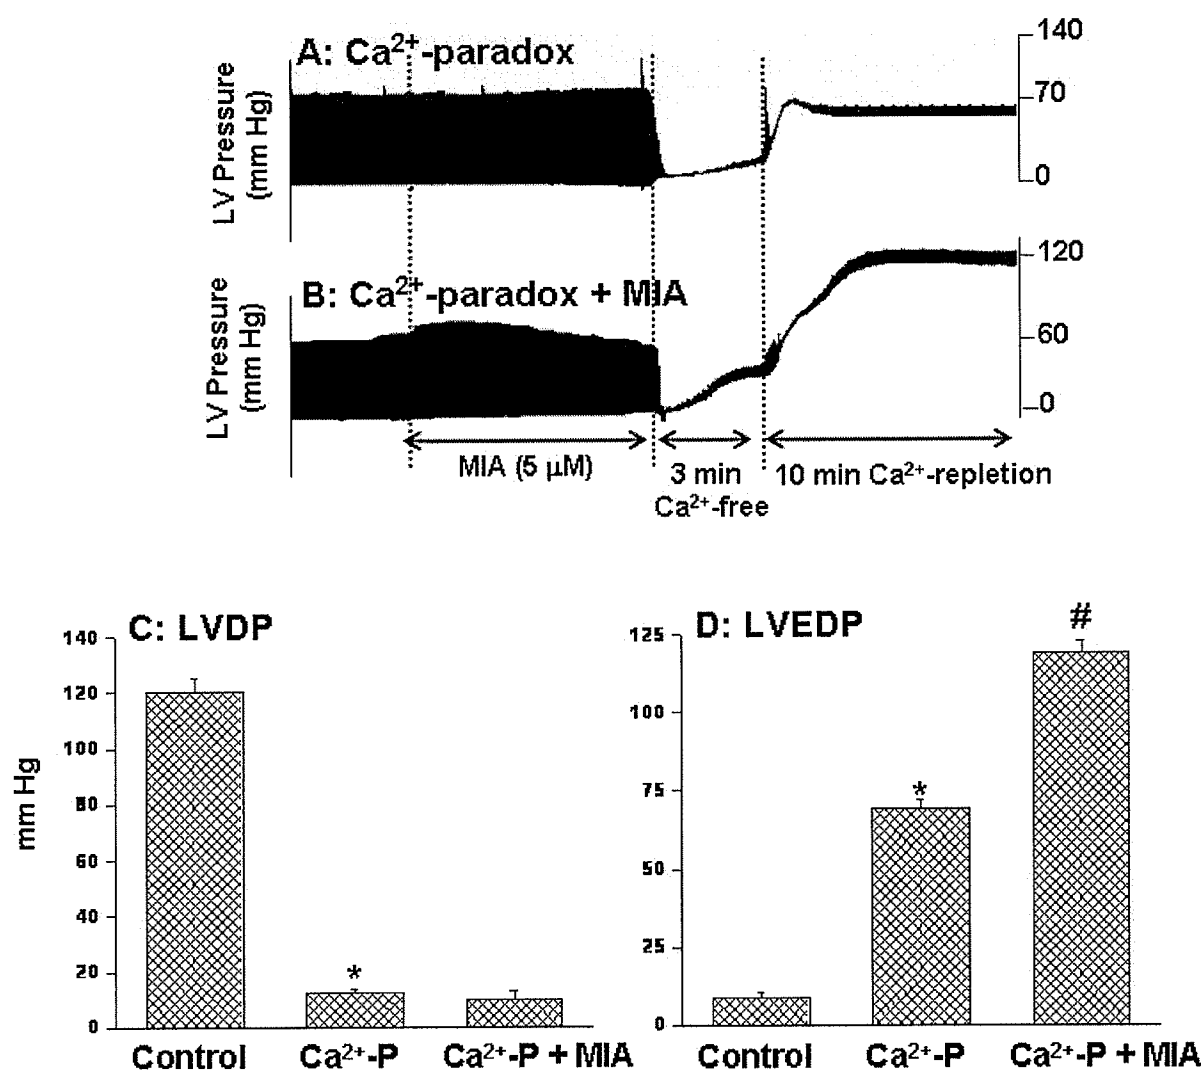 A: Ca²⁺-paradox
LV Pressure
(mm Hg)
140
70
0
B: Ca²⁺-paradox + MIA
LV Pressure
(mm Hg)
120
60
0
MIA (5 µM)
3 min
Ca²⁺-free
10 min Ca²⁺-repletion
C: LVDP
mm Hg
140
120
100
80
60
40
20
0
*
Control
Ca²⁺-P
Ca²⁺-P + MIA
D: LVEDP
125
100
75
50
25
0
*
#
Control
Ca²⁺-P
Ca²⁺-P + MIA